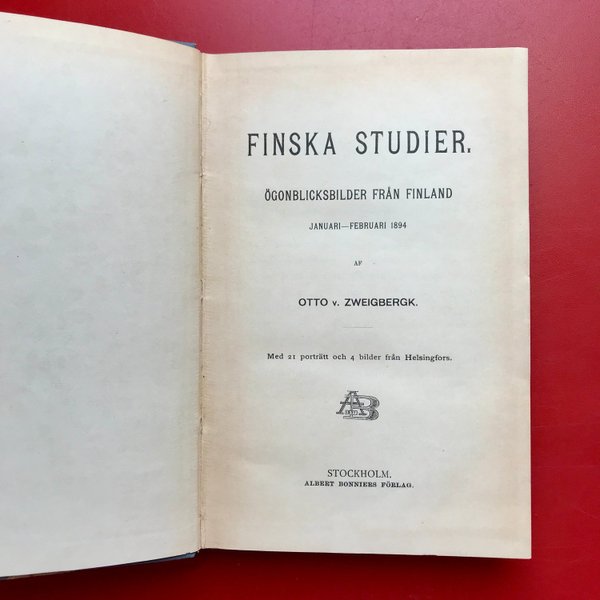 FINSKA STUDIER.
ÖGONBLICKSBILDER FRÅN FINLAND
JANUARI—FEBRUARI 1894
AF
OTTO v. ZWEIGBERGK.
Med 21 porträtt och 4 bilder från Helsingfors.
AB
STOCKHOLM.
ALBERT BONNIERS FÖRLAG.